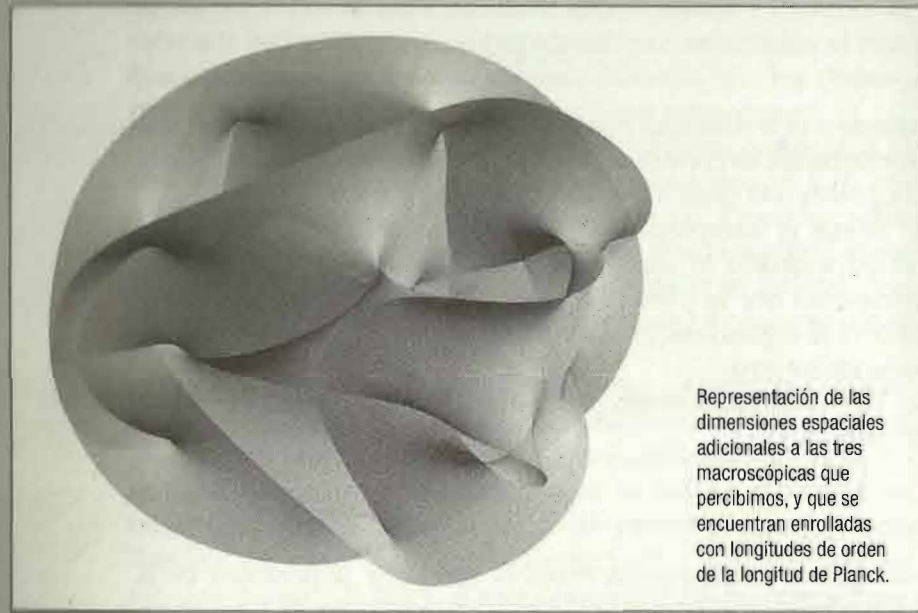 Representación de las
dimensiones espaciales
adicionales a las tres
macroscópicas que
percibimos, y que se
encuentran enrolladas
con longitudes de orden
de la longitud de Planck.